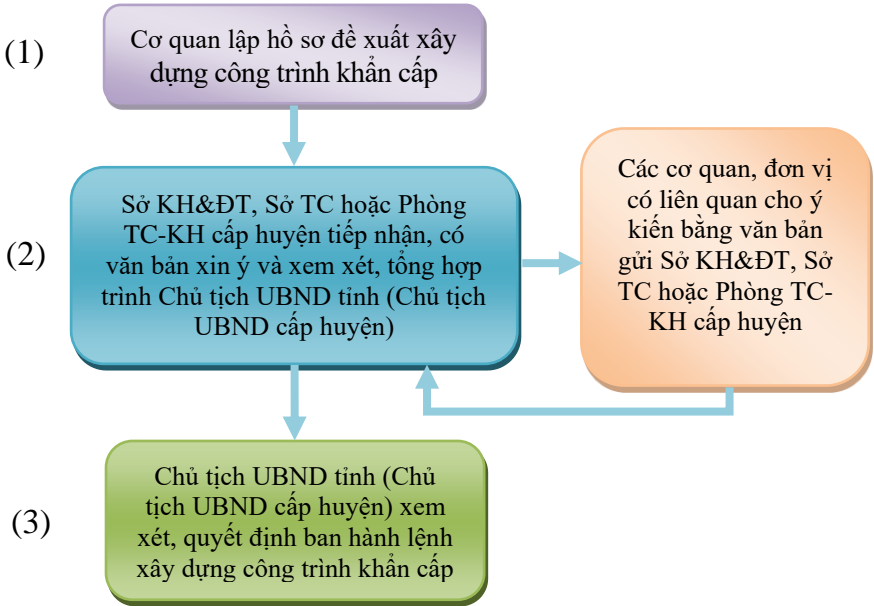 (1)
Cơ quan lập hồ sơ đề xuất xây
dựng công trình khẩn cấp
(2)
Sở KH&ĐT, Sở TC hoặc Phòng
TC-KH cấp huyện tiếp nhận, có
văn bản xin ý và xem xét, tổng hợp
trình Chủ tịch UBND tỉnh (Chủ tịch
UBND cấp huyện)
Các cơ quan, đơn vị
có liên quan cho ý
kiến bằng văn bản
gửi Sở KH&ĐT, Sở
TC hoặc Phòng TC-
KH cấp huyện
(3)
Chủ tịch UBND tỉnh (Chủ
tịch UBND cấp huyện) xem
xét, quyết định ban hành lệnh
xây dựng công trình khẩn cấp